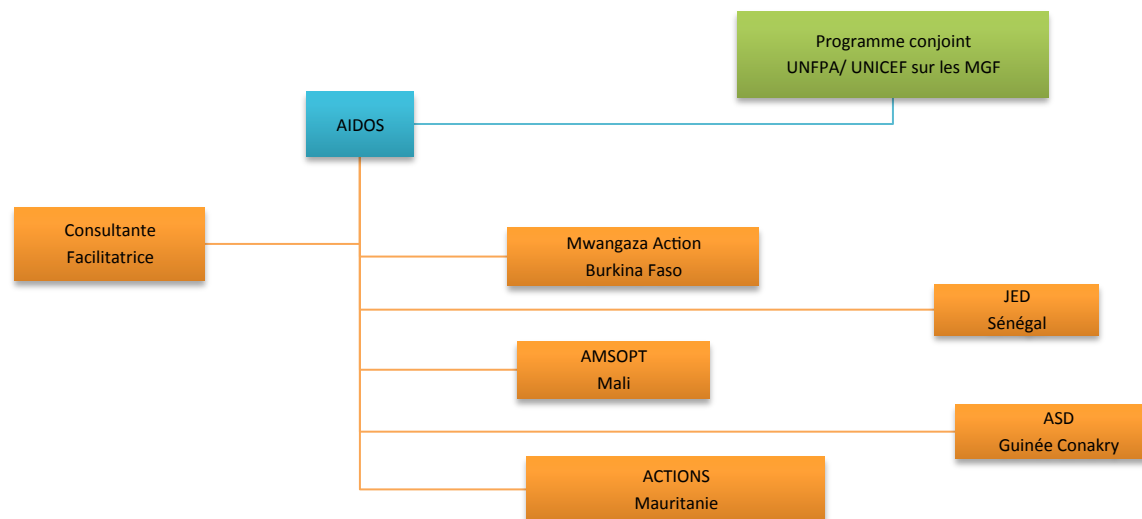 Programme conjoint
UNFPA/ UNICEF sur les MGF
AIDOS
Consultante
Facilitatrice
Mwangaza Action
Burkina Faso
JED
Sénégal
AMSOPT
Mali
ASD
Guinée Conakry
ACTIONS
Mauritanie